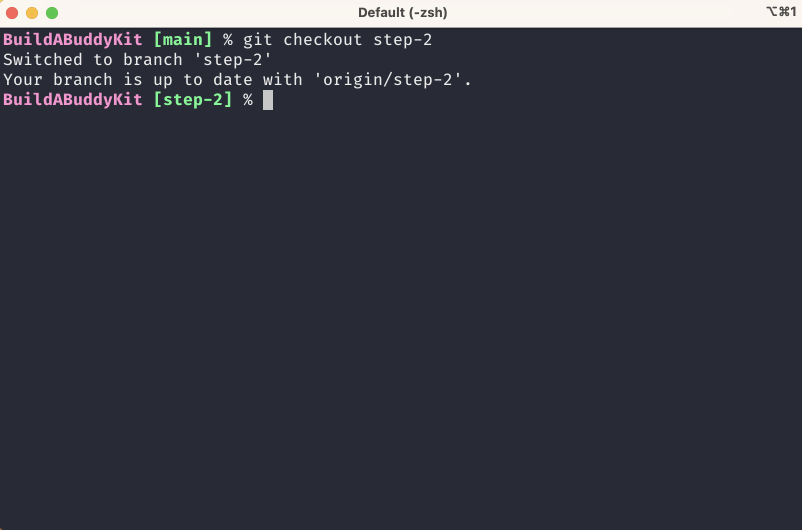 Default (-zsh)
⌥⌘1
BuildABuddyKit [main] % git checkout step-2
Switched to branch 'step-2'
Your branch is up to date with 'origin/step-2'.
BuildABuddyKit [step-2] %